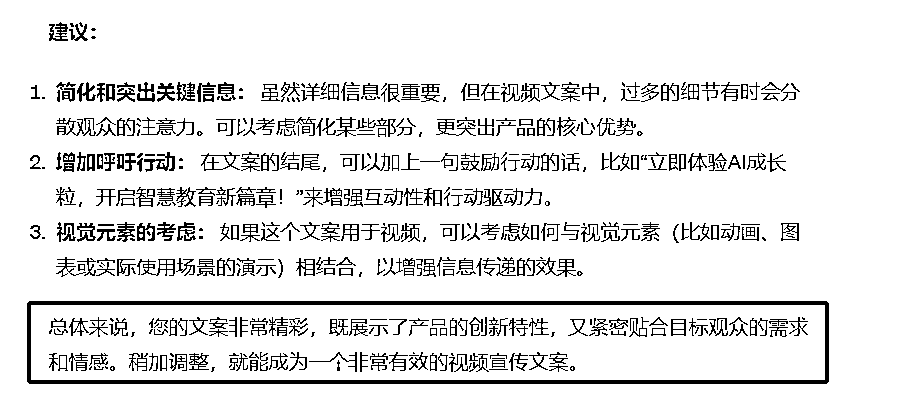 建议：
1. 简化和突出关键信息： 虽然详细信息很重要，但在视频文案中，过多的细节有时会分
散观众的注意力。可以考虑简化某些部分，更突出产品的核心优势。
2. 增加呼吁行动： 在文案的结尾，可以加上一句鼓励行动的话，比如“立即体验AI成长
粒，开启智慧教育新篇章！”来增强互动性和行动驱动力。
3. 视觉元素的考虑： 如果这个文案用于视频，可以考虑如何与视觉元素（比如动画、图
表或实际使用场景的演示）相结合，以增强信息传递的效果。
总体来说，您的文案非常精彩，既展示了产品的创新特性，又紧密贴合目标观众的需求
和情感。稍加调整，就能成为一个非常有效的视频宣传文案。